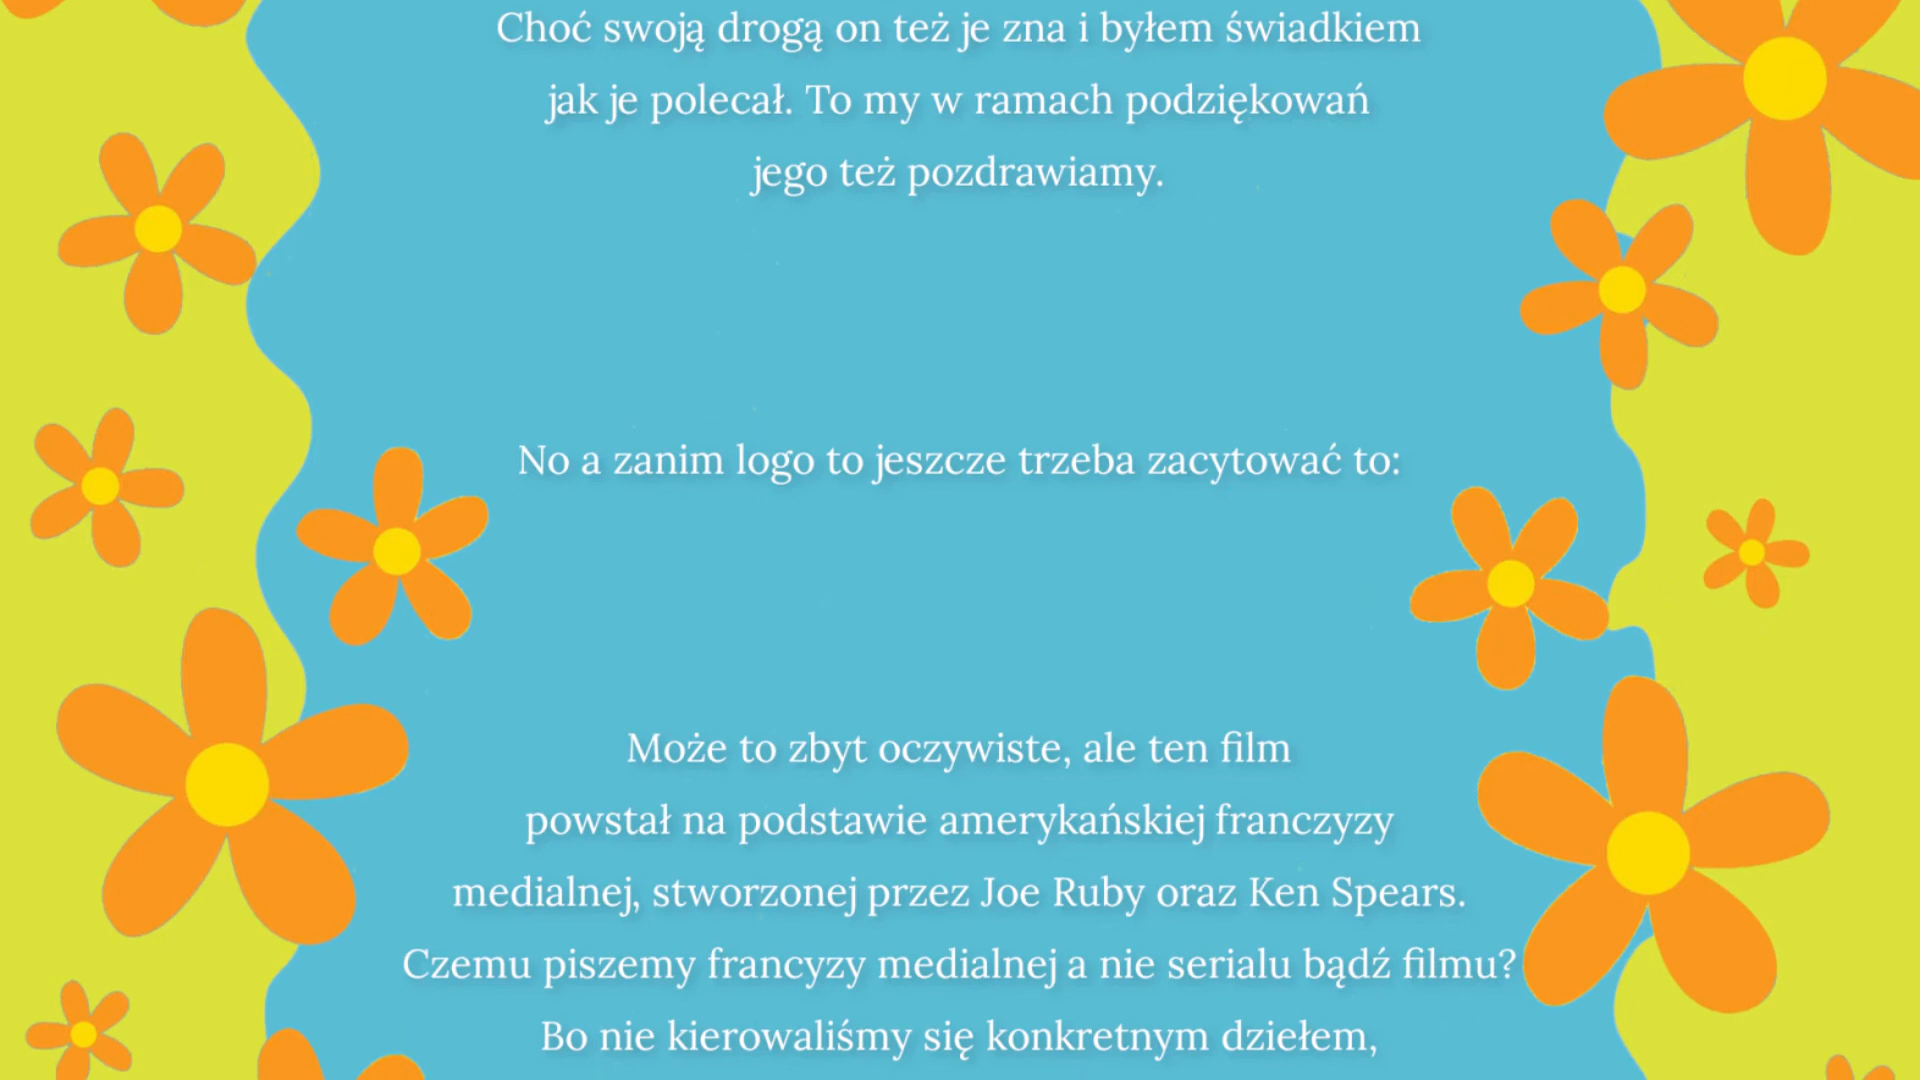 Choć swoją drogą on też je zna i byłem świadkiem
jak je polecał. To my w ramach podziękowań
jego też pozdrawiamy.
No a zanim logo to jeszcze trzeba zacytować to:
Może to zbyt oczywiste, ale ten film
powstał na podstawie amerykańskiej franczyzy
medialnej, stworzonej przez Joe Ruby oraz Ken Spears.
Czemu piszemy francyzy medialnej a nie serialu bądź filmu?
Bo nie kierowaliśmy się konkretnym dziełem,